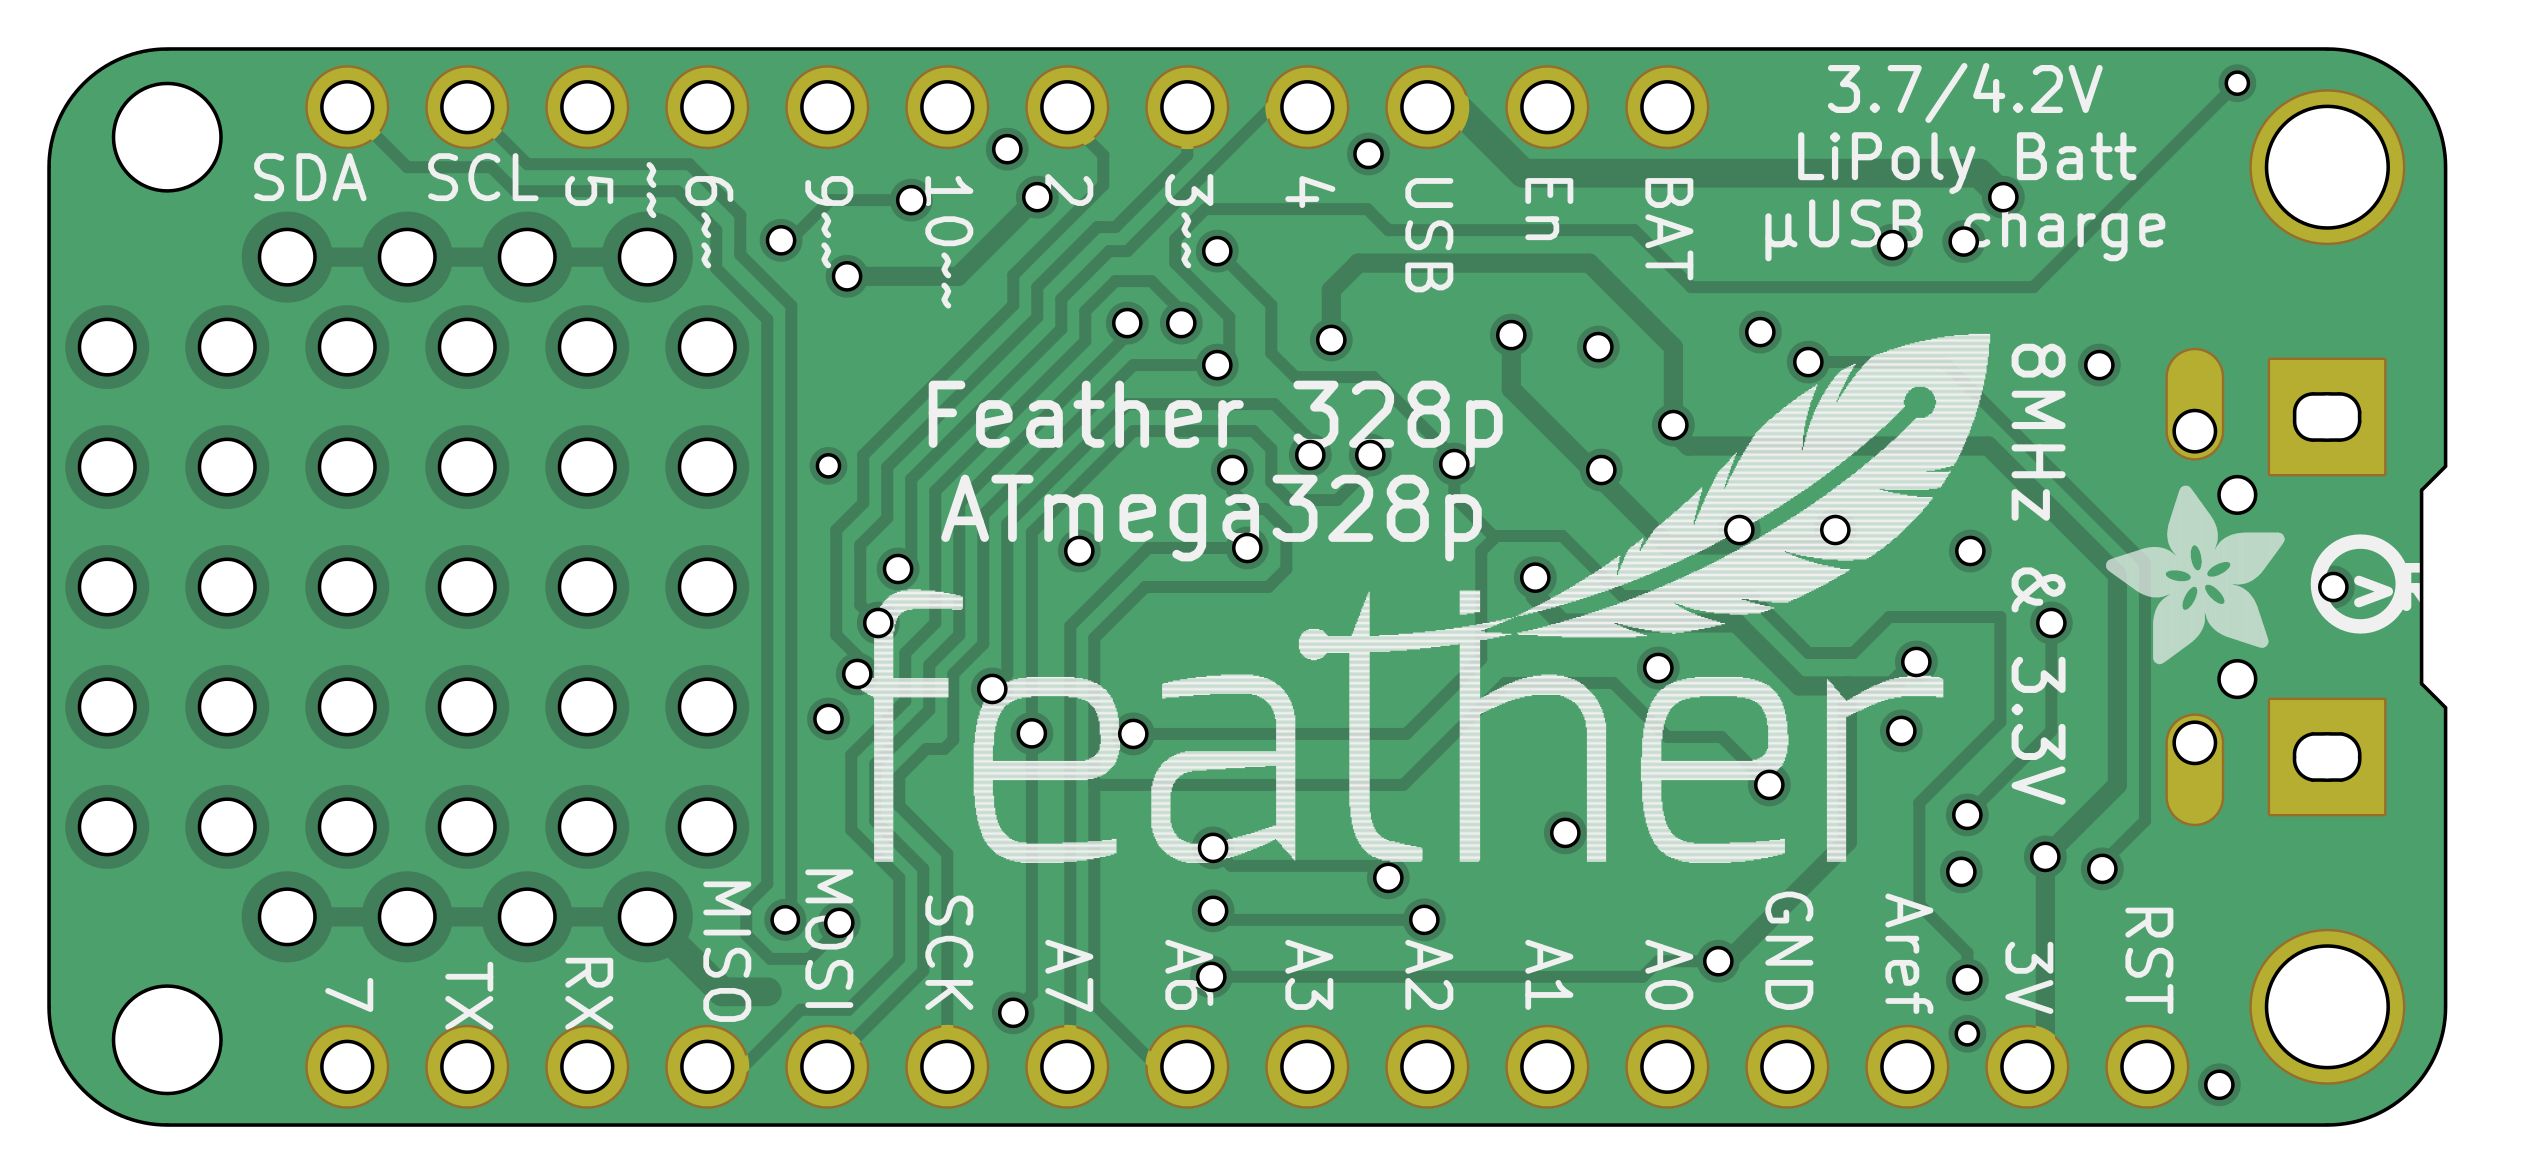 3.7/4.2V
LiPoly Batt
µUSB charge
SDA SCL 5~ 6~ 9~ 10~ 2 3~ 4 USB En BAT
Feather 328p
ATmega328p
8MHz & 3.3V
feather
7 TX RX MISO MOSI SCK A7 A6 A3 A2 A1 A0 GND Aref 3V RST